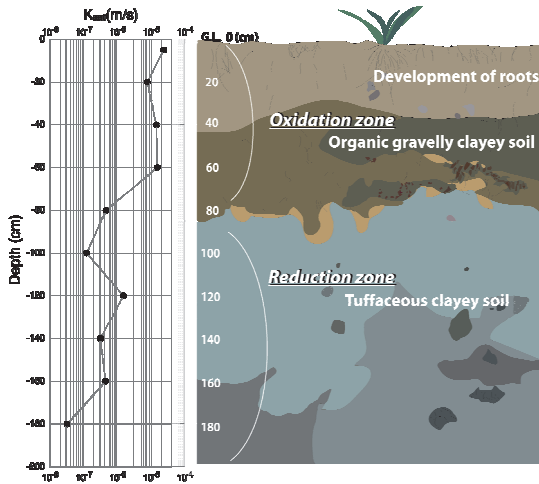 Ksat(m/s)
10⁻⁸ 10⁻⁷ 10⁻⁶ 10⁻⁵ 10⁻⁴
G.L. 0 (cm)
0
-20
-40
-60
-80
-100
-120
-140
-160
-180
-200
Depth (cm)
10⁻⁸ 10⁻⁷ 10⁻⁶ 10⁻⁵ 10⁻⁴
20
40
60
80
100
120
140
160
180
Development of roots
Oxidation zone
Organic gravelly clayey soil
Reduction zone
Tuffaceous clayey soil